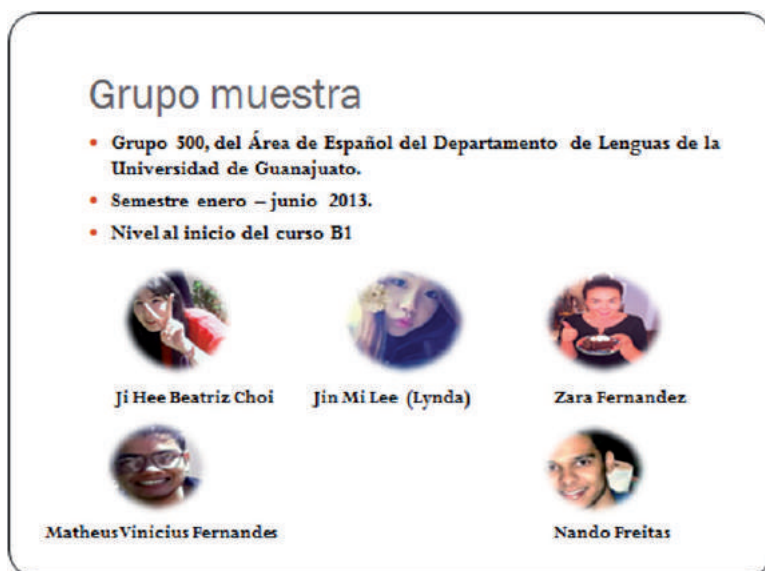 Grupo muestra
• Grupo 500, del Área de Español del Departamento de Lenguas de la
Universidad de Guanajuato.
• Semestre enero – junio 2013.
• Nivel al inicio del curso B1
Ji Hee Beatriz Choi
Jin Mi Lee (Lynda)
Zara Fernandez
Matheus Vinicius Fernandes
Nando Freitas